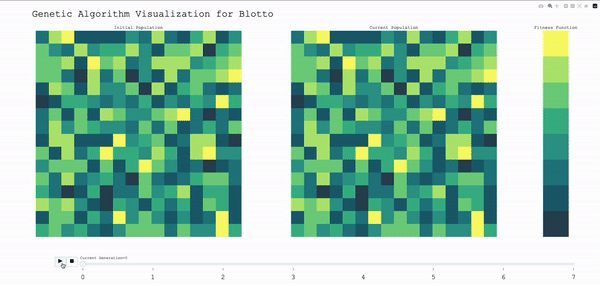 Genetic Algorithm Visualization for Blotto
Initial Population
Current Population
Fitness Function
Current Generation=0
0 1 2 3 4 5 6 7